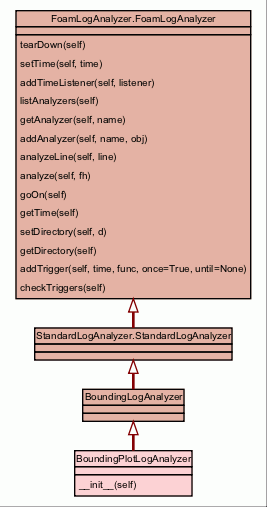 FoamLogAnalyzer.FoamLogAnalyzer
tearDown(self)
setTime(self, time)
addTimeListener(self, listener)
listAnalyzers(self)
getAnalyzer(self, name)
addAnalyzer(self, name, obj)
analyzeLine(self, line)
analyze(self, fh)
goOn(self)
getTime(self)
setDirectory(self, d)
getDirectory(self)
addTrigger(self, time, func, once=True, until=None)
checkTriggers(self)
StandardLogAnalyzer.StandardLogAnalyzer
BoundingLogAnalyzer
BoundingPlotLogAnalyzer
__init__(self)